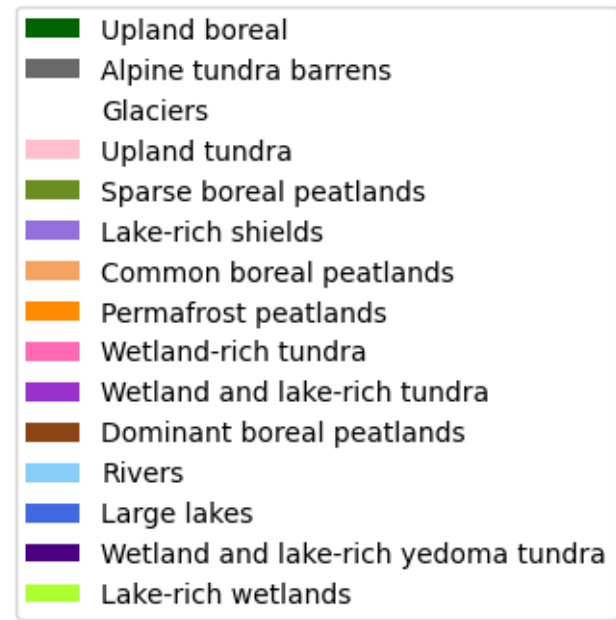 Upland boreal
Alpine tundra barrens
Glaciers
Upland tundra
Sparse boreal peatlands
Lake-rich shields
Common boreal peatlands
Permafrost peatlands
Wetland-rich tundra
Wetland and lake-rich tundra
Dominant boreal peatlands
Rivers
Large lakes
Wetland and lake-rich yedoma tundra
Lake-rich wetlands